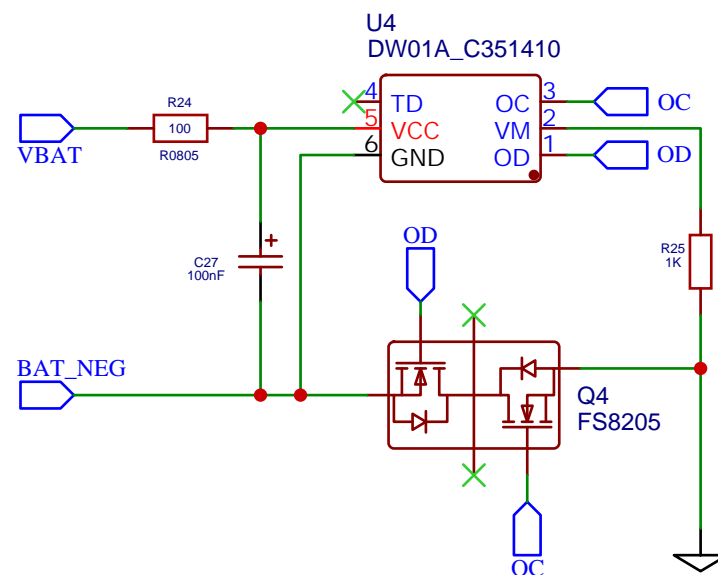 U4
DW01A_C351410
4 TD OC 3 OC
5 VCC VM 2
6 GND OD 1 OD
R24
100
R0805
VBAT
OD
C27
100nF
+
R25
1K
BAT_NEG
Q4
FS8205
OC